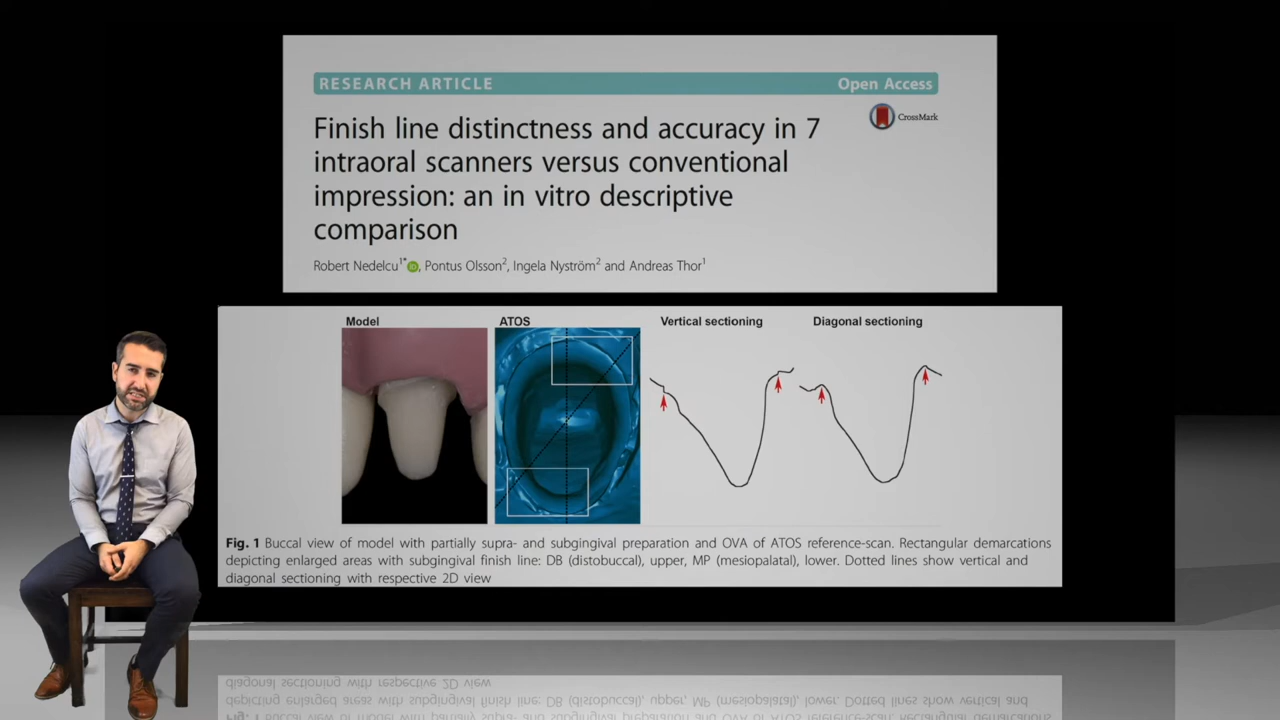 RESEARCH ARTICLE
Open Access
Finish line distinctness and accuracy in 7
intraoral scanners versus conventional
impression: an in vitro descriptive
comparison
CrossMark
Robert Nedelcu1*, Pontus Olsson2, Ingela Nyström2 and Andreas Thor1
Model
ATOS
Vertical sectioning
Diagonal sectioning
Fig. 1 Buccal view of model with partially supra- and subgingival preparation and OVA of ATOS reference-scan. Rectangular demarcations
depicting enlarged areas with subgingival finish line: DB (distobuccal), upper, MP (mesiopalatal), lower. Dotted lines show vertical and
diagonal sectioning with respective 2D view